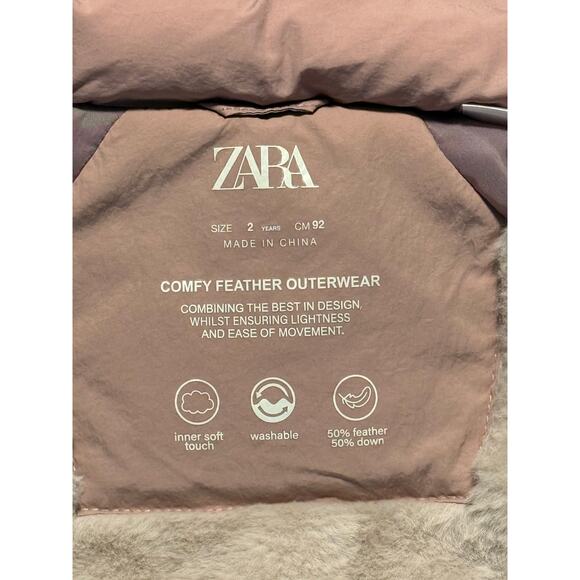 ZARA
SIZE 2 YEARS CM 92
MADE IN CHINA
COMFY FEATHER OUTERWEAR
COMBINING THE BEST IN DESIGN,
WHILST ENSURING LIGHTNESS
AND EASE OF MOVEMENT.
inner soft
touch
washable
50% feather
50% down